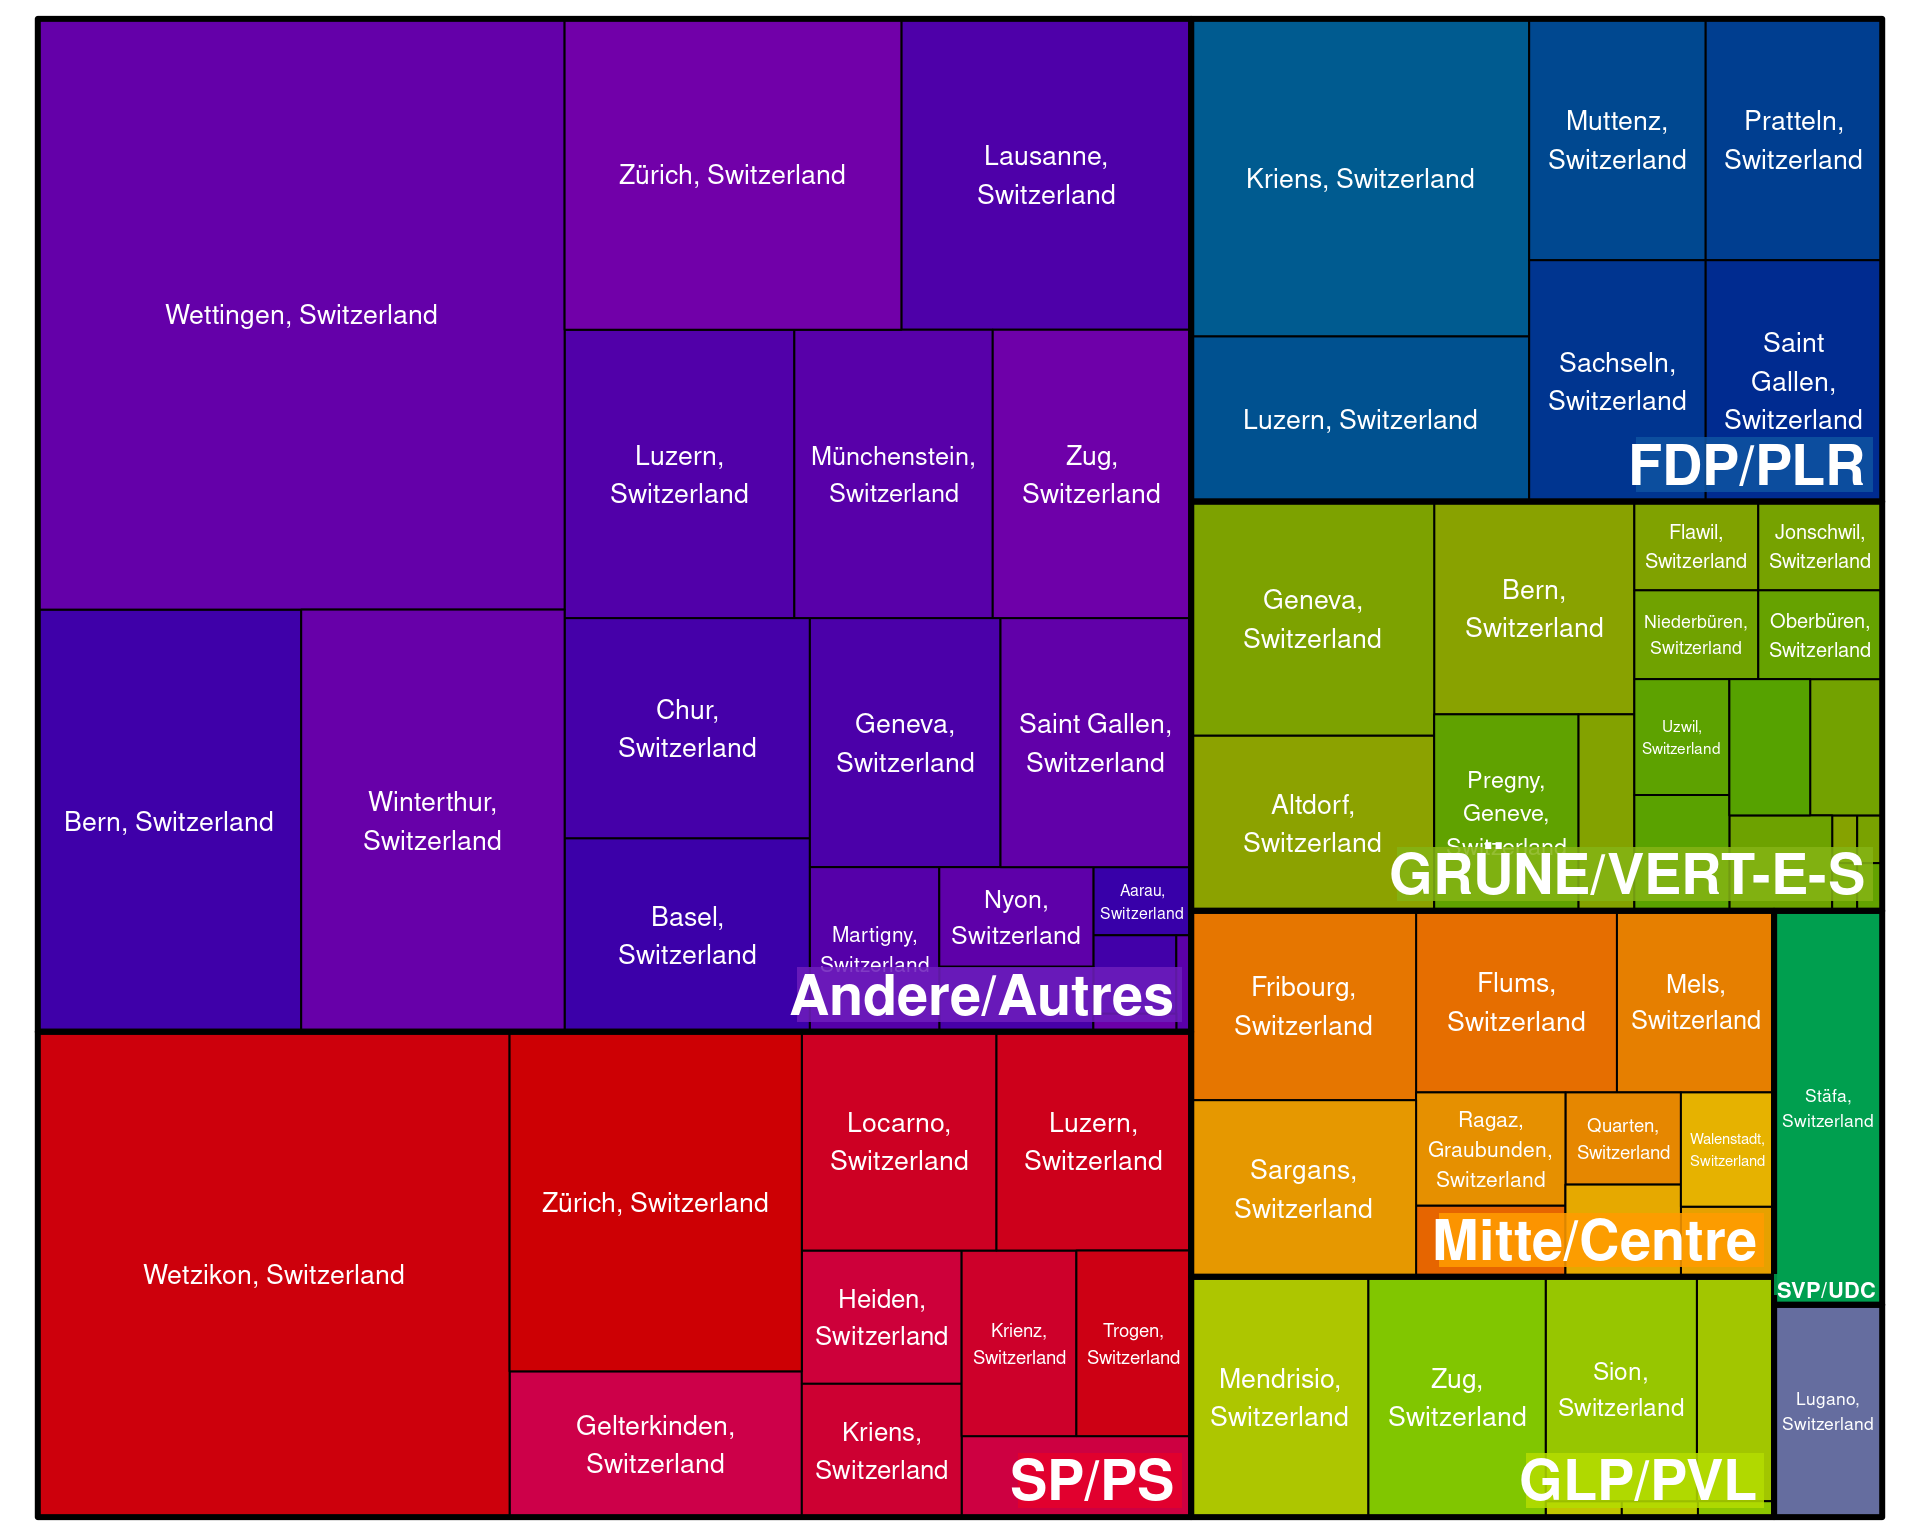 Wettingen, Switzerland
Zürich, Switzerland
Lausanne,
Switzerland
Luzern,
Switzerland
Münchenstein,
Switzerland
Zug,
Switzerland
Bern, Switzerland
Winterthur,
Switzerland
Chur,
Switzerland
Geneva,
Switzerland
Saint Gallen,
Switzerland
Basel,
Switzerland
Martigny,
Switzerland
Nyon,
Switzerland
Aarau,
Switzerland
Andere/Autres
Kriens, Switzerland
Muttenz,
Switzerland
Pratteln,
Switzerland
Luzern, Switzerland
Sachseln,
Switzerland
Saint
Gallen,
Switzerland
FDP/PLR
Geneva,
Switzerland
Bern,
Switzerland
Flawil,
Switzerland
Jonschwil,
Switzerland
Niederbüren,
Switzerland
Oberbüren,
Switzerland
Uzwil,
Switzerland
Altdorf,
Switzerland
Pregny,
Geneve,
Switzerland
GRÜNE/VERT-E-S
Fribourg,
Switzerland
Flums,
Switzerland
Mels,
Switzerland
Sargans,
Switzerland
Ragaz,
Graubunden,
Switzerland
Quarten,
Switzerland
Walenstadt,
Switzerland
Mitte/Centre
Stäfa,
Switzerland
SVP/UDC
Wetzikon, Switzerland
Zürich, Switzerland
Locarno,
Switzerland
Luzern,
Switzerland
Heiden,
Switzerland
Krienz,
Switzerland
Trogen,
Switzerland
Gelterkinden,
Switzerland
Kriens,
Switzerland
SP/PS
Mendrisio,
Switzerland
Zug,
Switzerland
Sion,
Switzerland
GLP/PVL
Lugano,
Switzerland